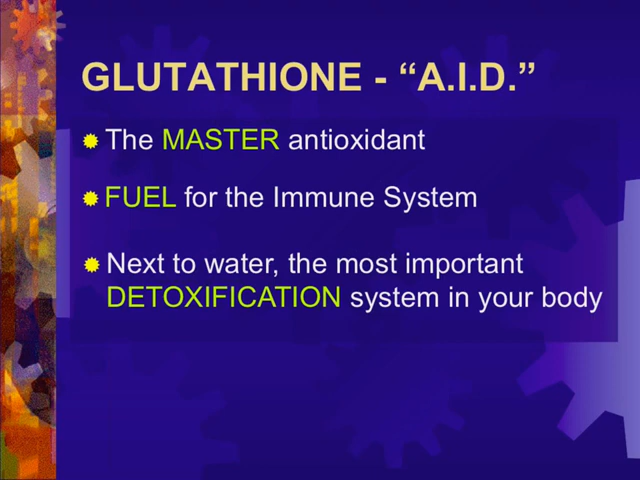 GLUTATHIONE - “A.I.D.”
The MASTER antioxidant
FUEL for the Immune System
Next to water, the most important
DETOXIFICATION system in your body